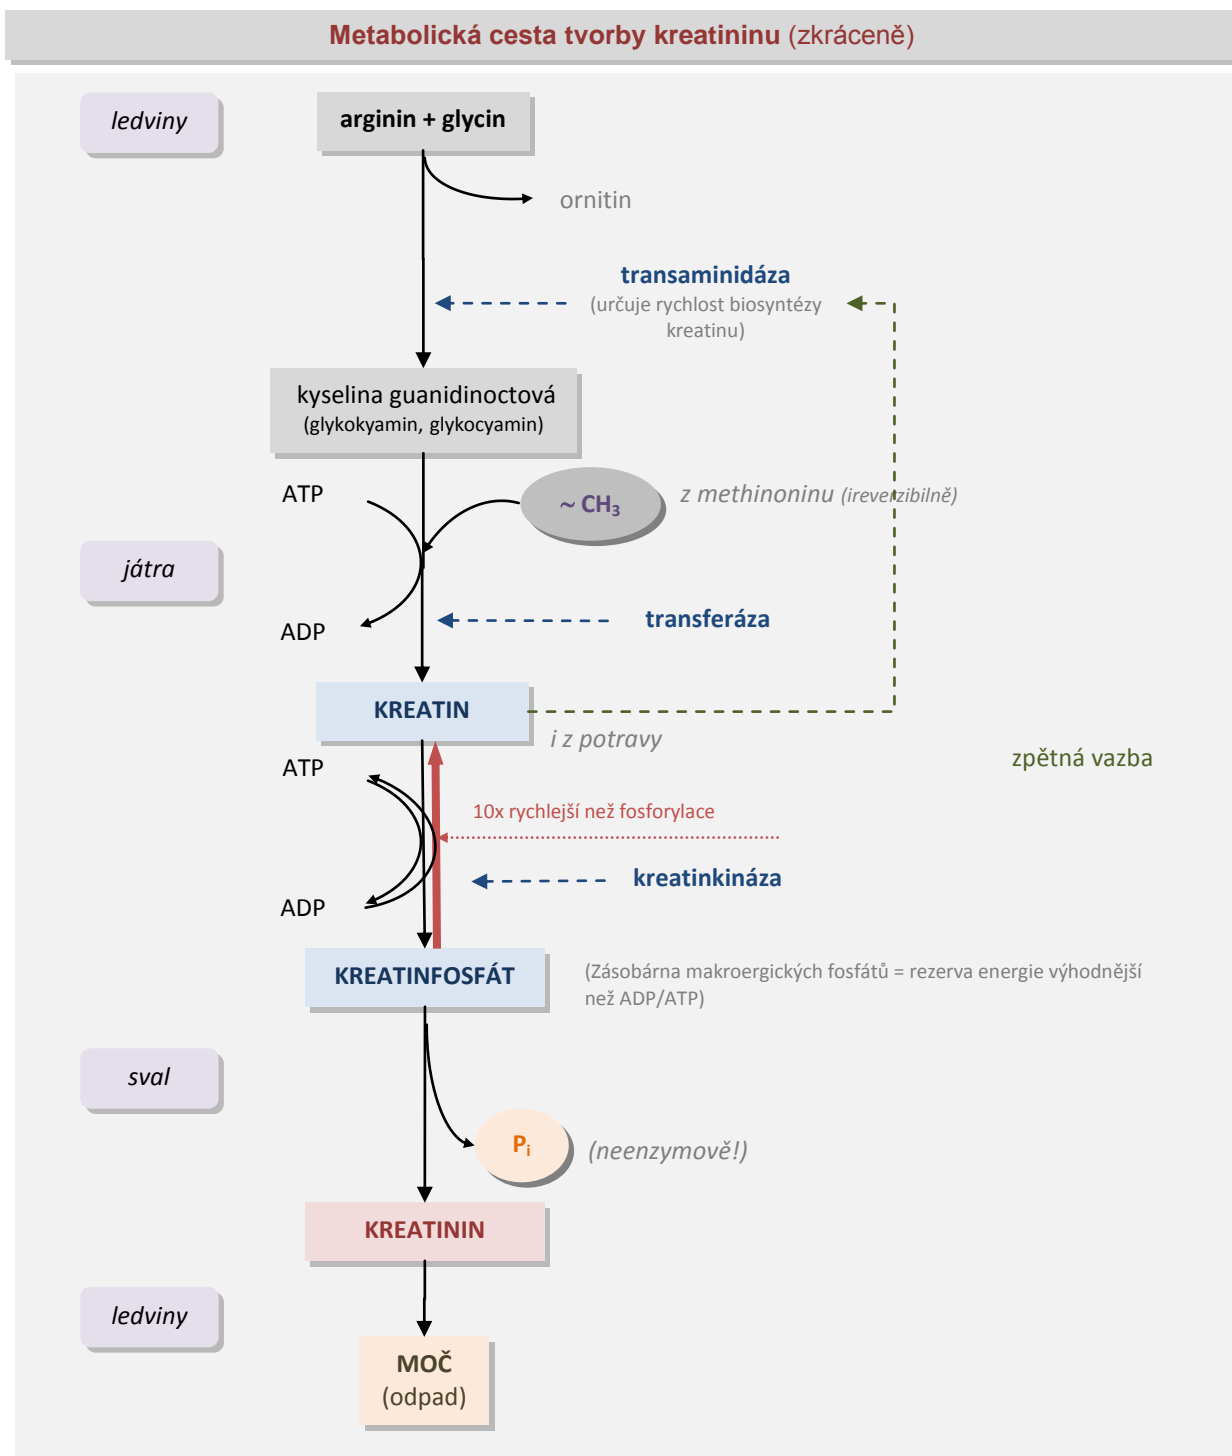 Metabolická cesta tvorby kreatininu (zkráceně)
ledviny
arginin + glycin
ornitin
transaminidáza
(určuje rychlost biosyntézy
kreatinu)
kyselina guanidinoctová
(glykokyamin, glykocyamin)
ATP
~ CH₃
z methinoninu (ireverzibilně)
játra
ADP
transferáza
KREATIN
i z potravy
zpětná vazba
ATP
10x rychlejší než fosforylace
kreatinkináza
ADP
KREATINFOSFÁT
(Zásobárna makroergických fosfátů = rezerva energie výhodnější
než ADP/ATP)
sval
Pᵢ
(neenzymově!)
KREATININ
ledviny
MOČ
(odpad)